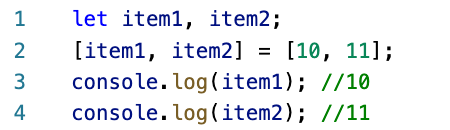 1 let item1, item2;
2 [item1, item2] = [10, 11];
3 console.log(item1); //10
4 console.log(item2); //11